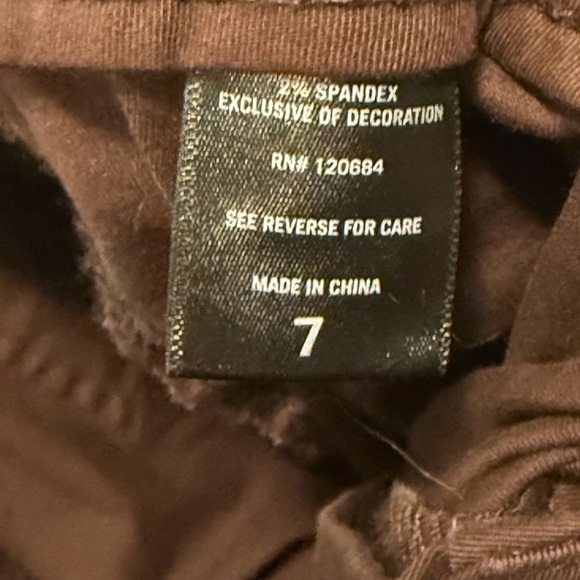 2% SPANDEX
EXCLUSIVE OF DECORATION
RN# 120684
SEE REVERSE FOR CARE
MADE IN CHINA
7